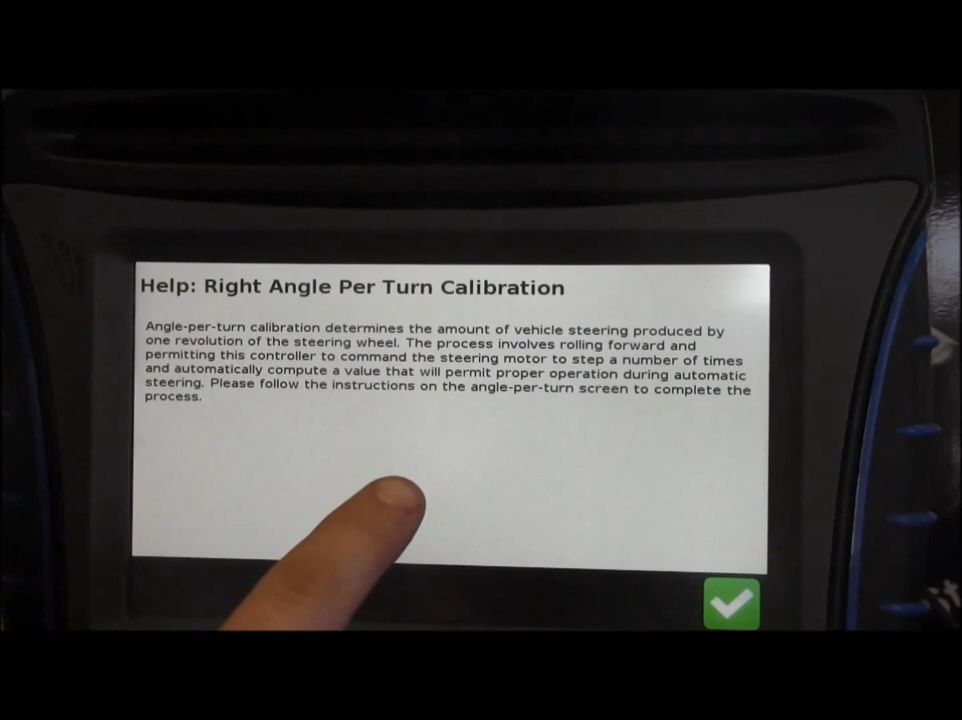 Help: Right Angle Per Turn Calibration
Angle-per-turn calibration determines the amount of vehicle steering produced by
one revolution of the steering wheel. The process involves rolling forward and
permitting this controller to command the steering motor to step a number of times
and automatically compute a value that will permit proper operation during automatic
steering. Please follow the instructions on the angle-per-turn screen to complete the
process.